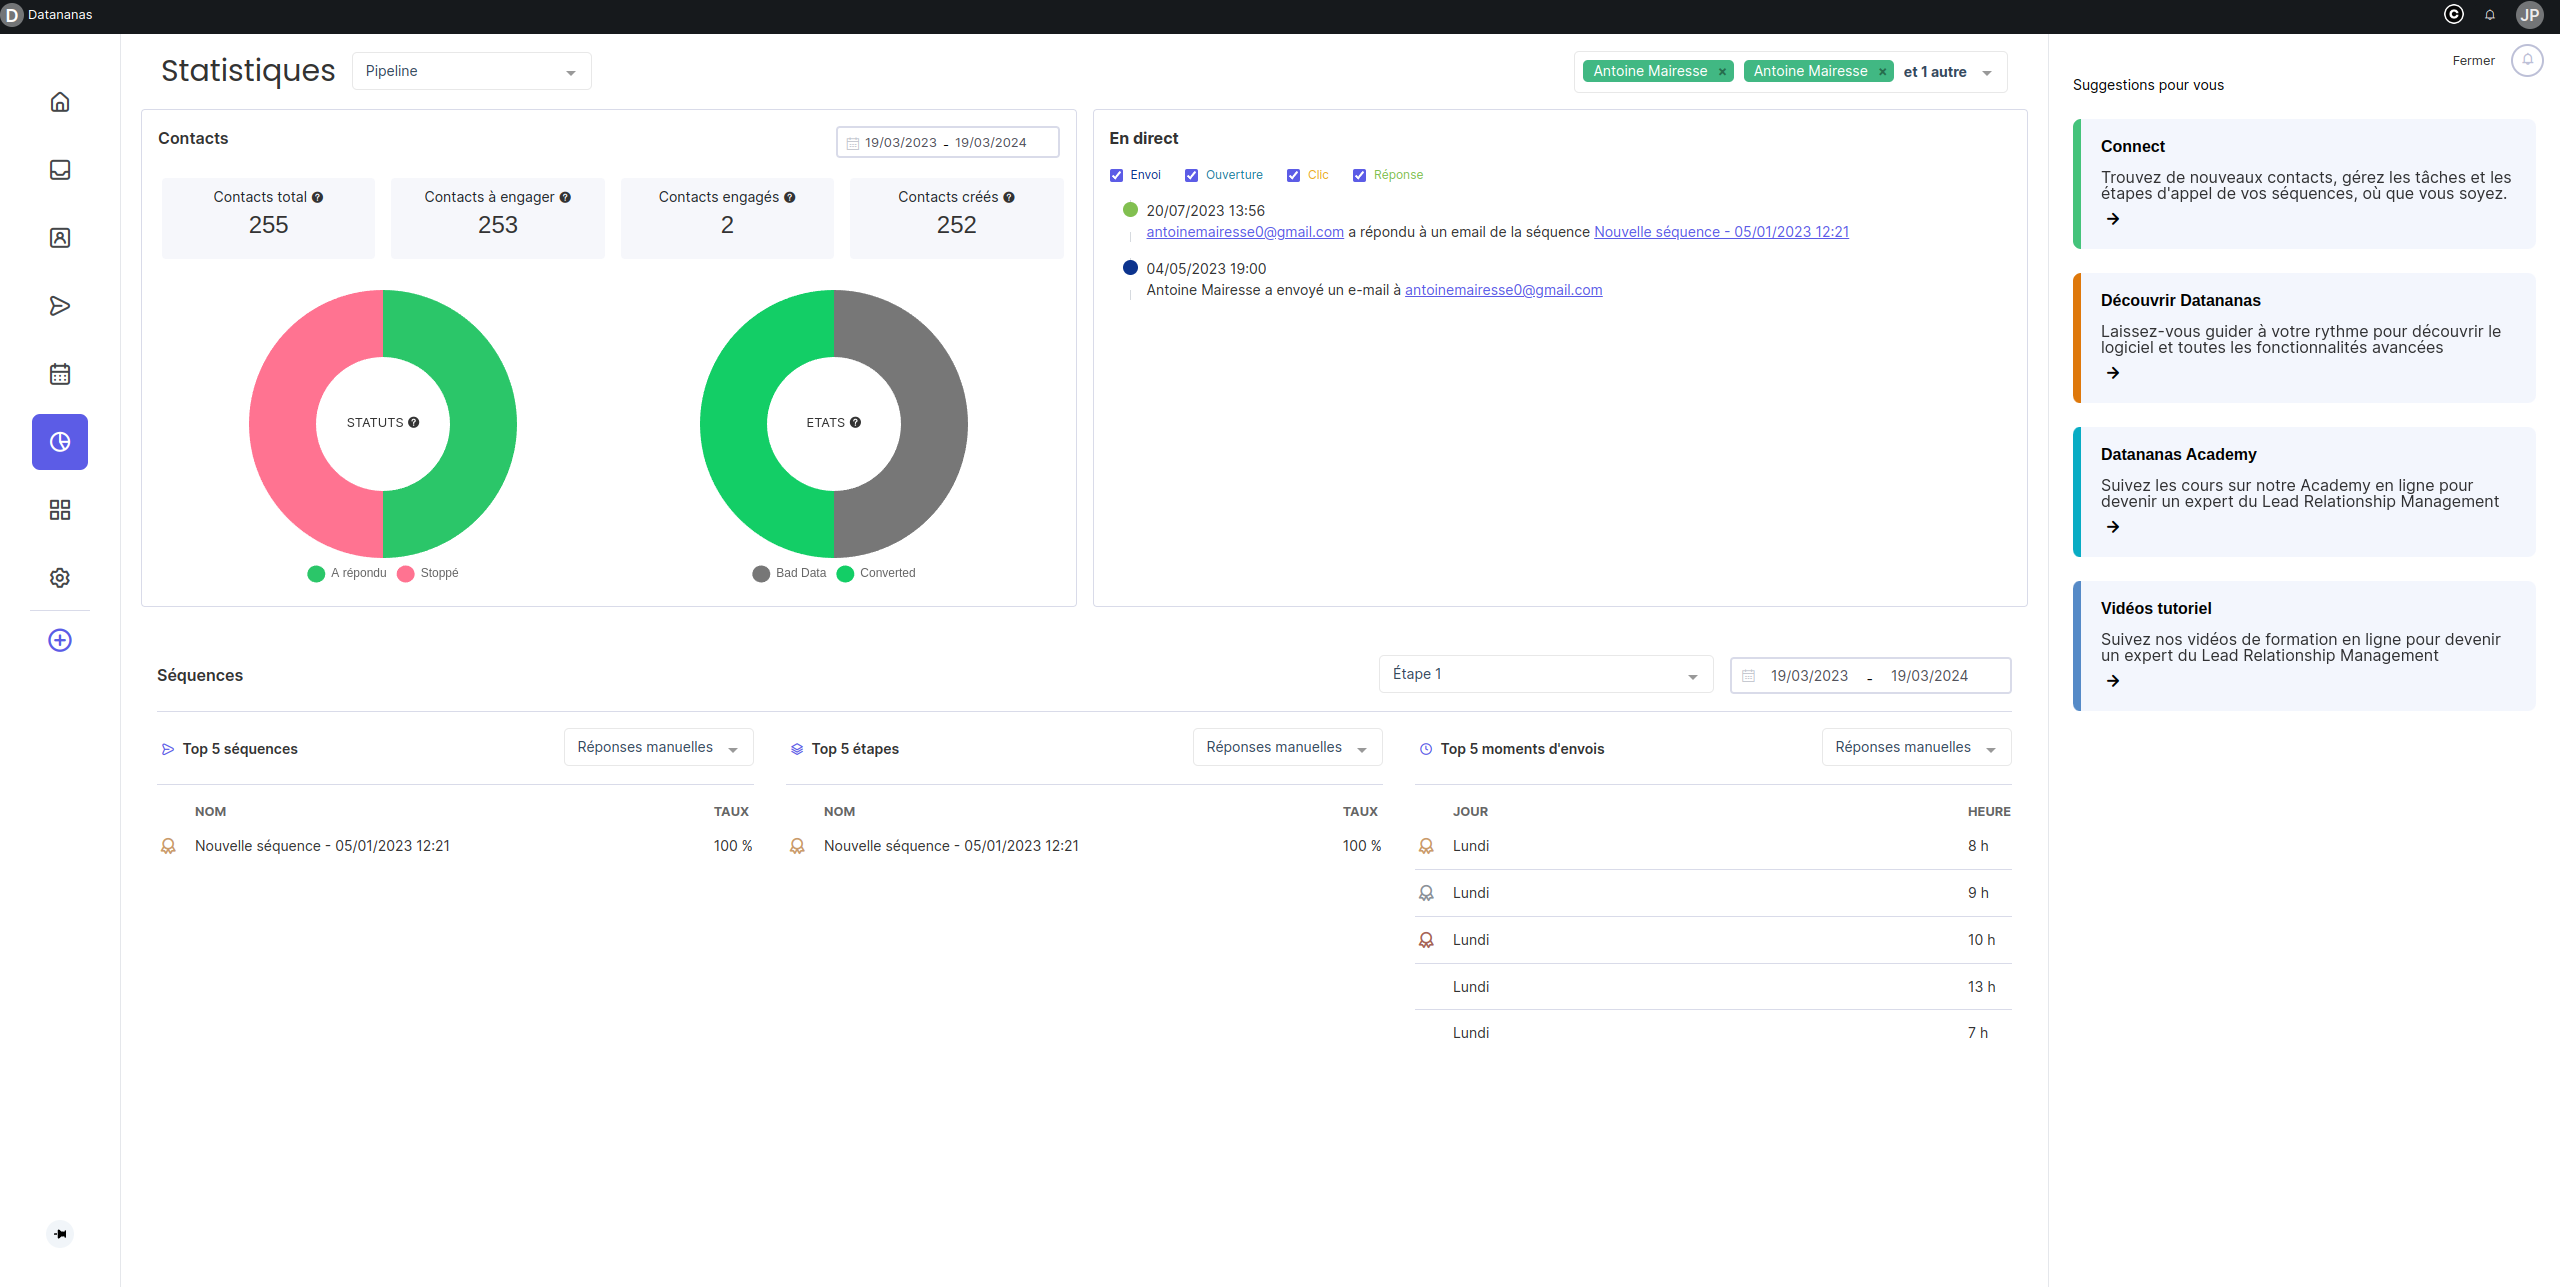 D Datananas
JP
Statistiques
Pipeline
Antoine Mairesse ×
Antoine Mairesse ×
et 1 autre
Fermer
Suggestions pour vous
Contacts
19/03/2023 - 19/03/2024
Contacts total
255
Contacts à engager
253
Contacts engagés
2
Contacts créés
252
STATUTS
A répondu
Stoppé
ETATS
Bad Data
Converted
En direct
Envoi
Ouverture
Clic
Réponse
20/07/2023 13:56
antoinemairesse0@gmail.com a répondu à un email de la séquence Nouvelle séquence - 05/01/2023 12:21
04/05/2023 19:00
Antoine Mairesse a envoyé un e-mail à antoinemairesse0@gmail.com
Connect
Trouvez de nouveaux contacts, gérez les tâches et les
étapes d'appel de vos séquences, où que vous soyez.
Découvrir Datananas
Laissez-vous guider à votre rythme pour découvrir le
logiciel et toutes les fonctionnalités avancées
Datananas Academy
Suivez les cours sur notre Academy en ligne pour
devenir un expert du Lead Relationship Management
Vidéos tutoriel
Suivez nos vidéos de formation en ligne pour devenir
un expert du Lead Relationship Management
Séquences
Étape 1
19/03/2023 - 19/03/2024
Top 5 séquences
Réponses manuelles
NOM TAUX
Nouvelle séquence - 05/01/2023 12:21 100 %
Top 5 étapes
Réponses manuelles
NOM TAUX
Nouvelle séquence - 05/01/2023 12:21 100 %
Top 5 moments d'envois
Réponses manuelles
JOUR HEURE
Lundi 8 h
Lundi 9 h
Lundi 10 h
Lundi 13 h
Lundi 7 h